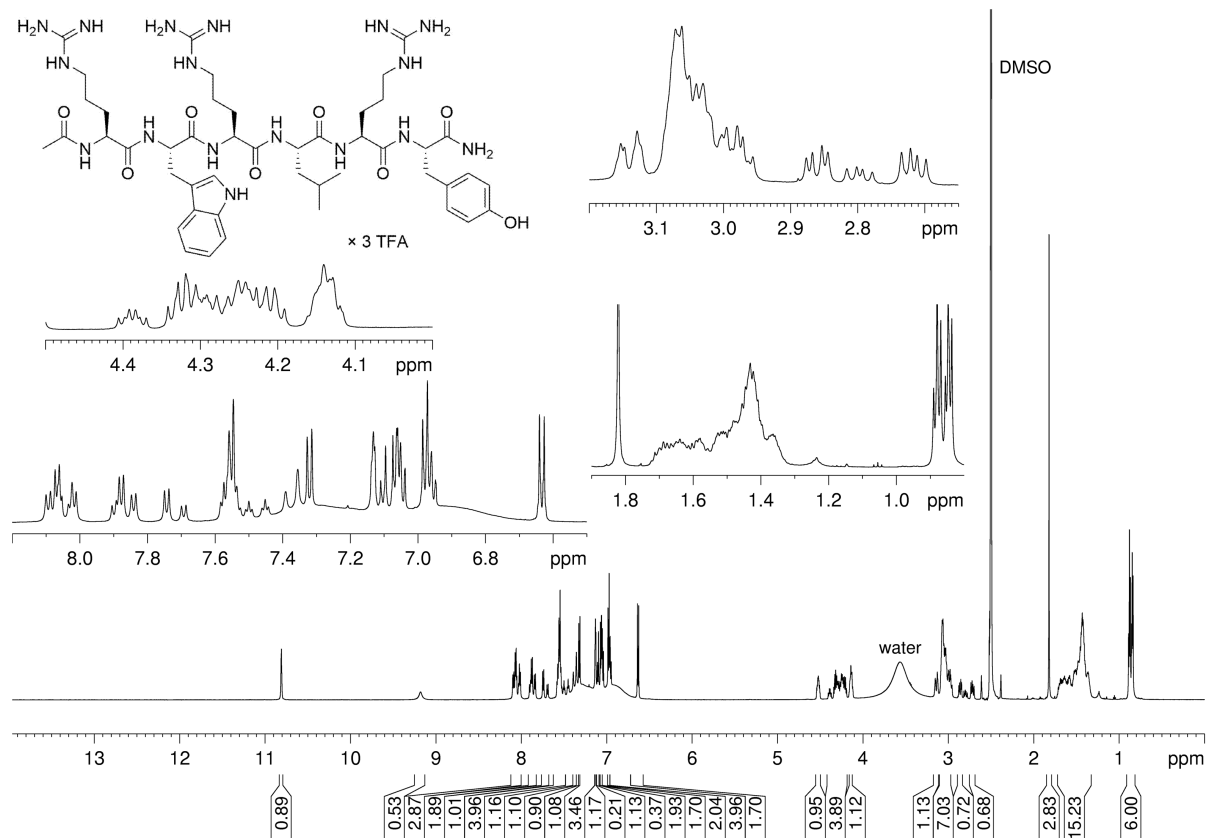 H2N NH H2N NH HN NH2
HN HN NH
O H N O H N O H N O
N H O N H O N H O NH2
NH
OH
× 3 TFA
DMSO
3.1 3.0 2.9 2.8 ppm
4.4 4.3 4.2 4.1 ppm
1.8 1.6 1.4 1.2 1.0 ppm
8.0 7.8 7.6 7.4 7.2 7.0 6.8 ppm
water
13 12 11 10 9 8 7 6 5 4 3 2 1 ppm
0.89 0.53 2.87 1.89 1.01 3.96 1.16 1.10 0.90 1.08 3.46 1.17 0.21 1.13 0.37 1.93 1.70 2.04 3.96 1.70 0.95 3.89 1.12 1.13 7.03 0.72 0.68 2.83 15.23 6.00